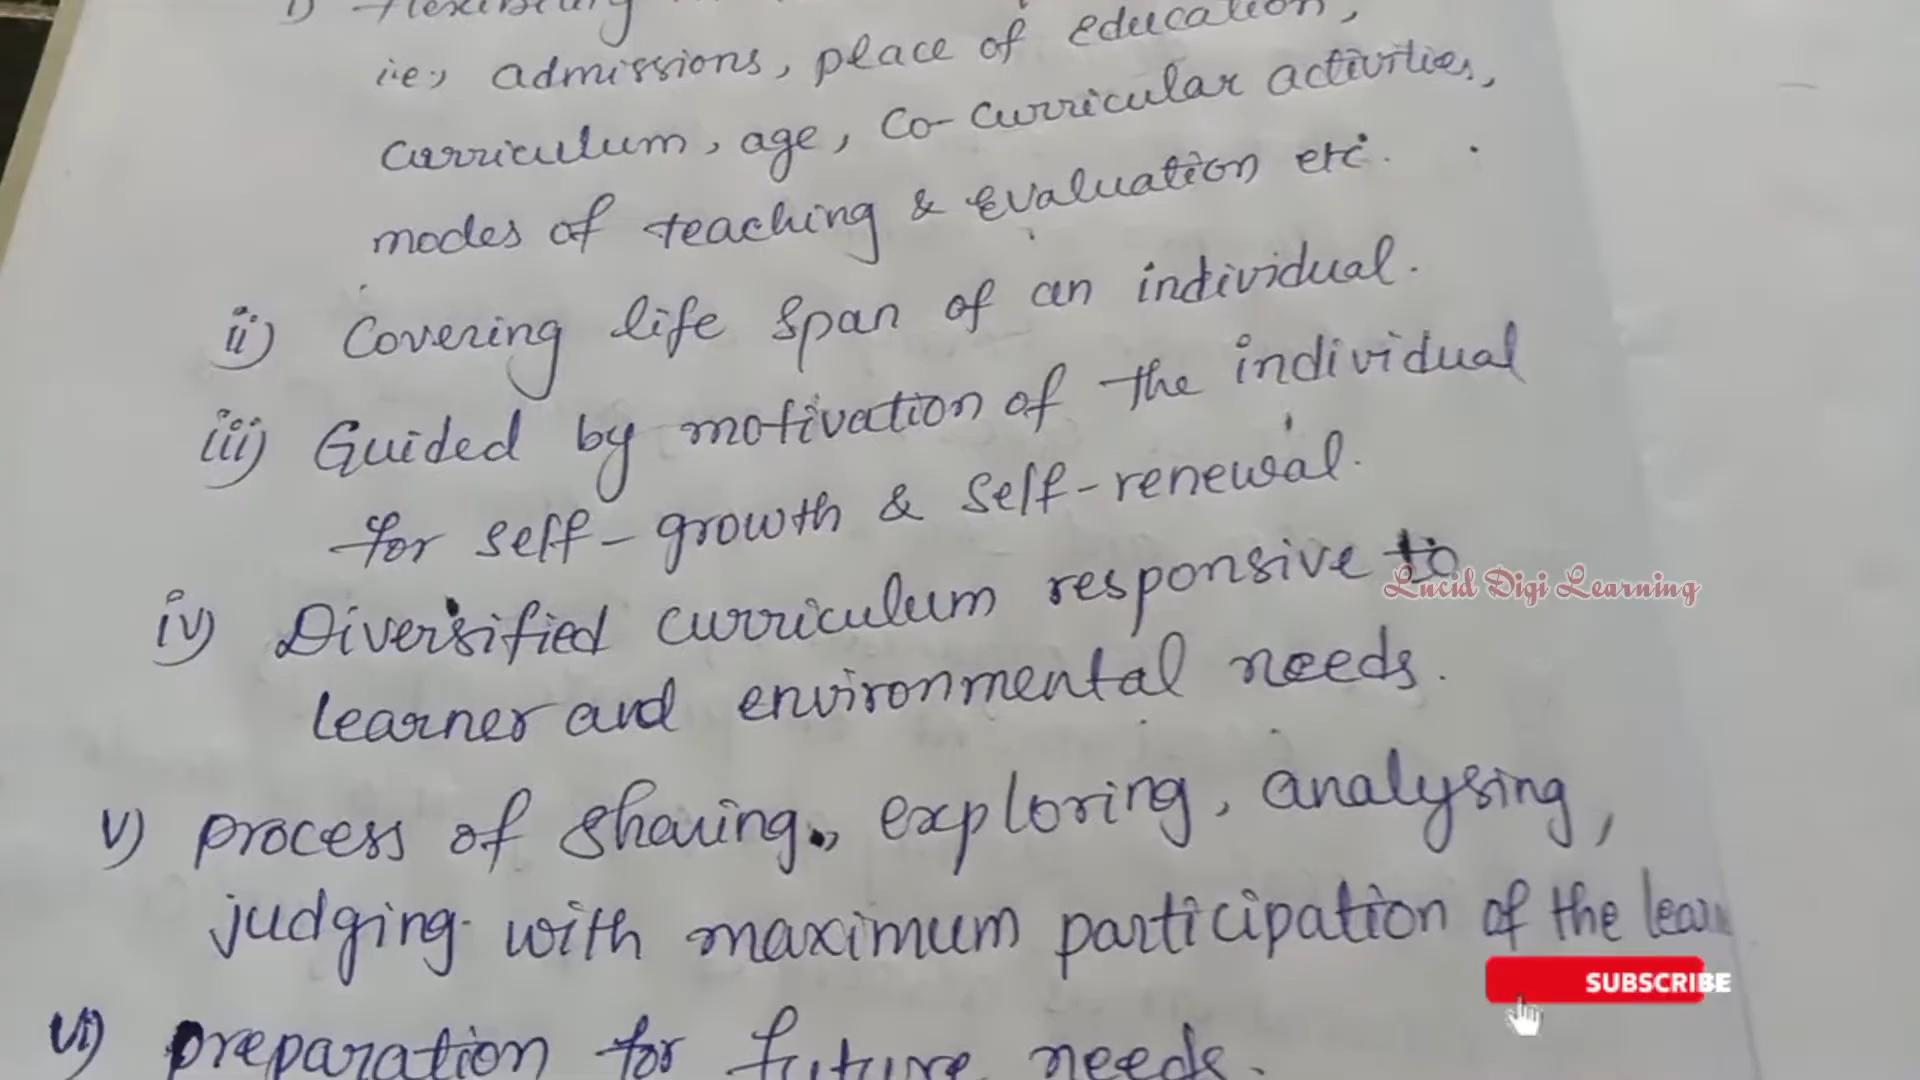 i) flexibility
i.e., admissions, place of education,
curriculum, age, co-curricular activities,
modes of teaching & evaluation etc.
ii) Covering life span of an individual.
iii) Guided by motivation of the individual
for self-growth & self-renewal.
iv) Diversified curriculum responsive to
Lucid Digi Learning
learner and environmental needs.
v) process of sharing, exploring, analysing,
judging with maximum participation of the
SUBSCRIBE
vi) preparation for future needs.